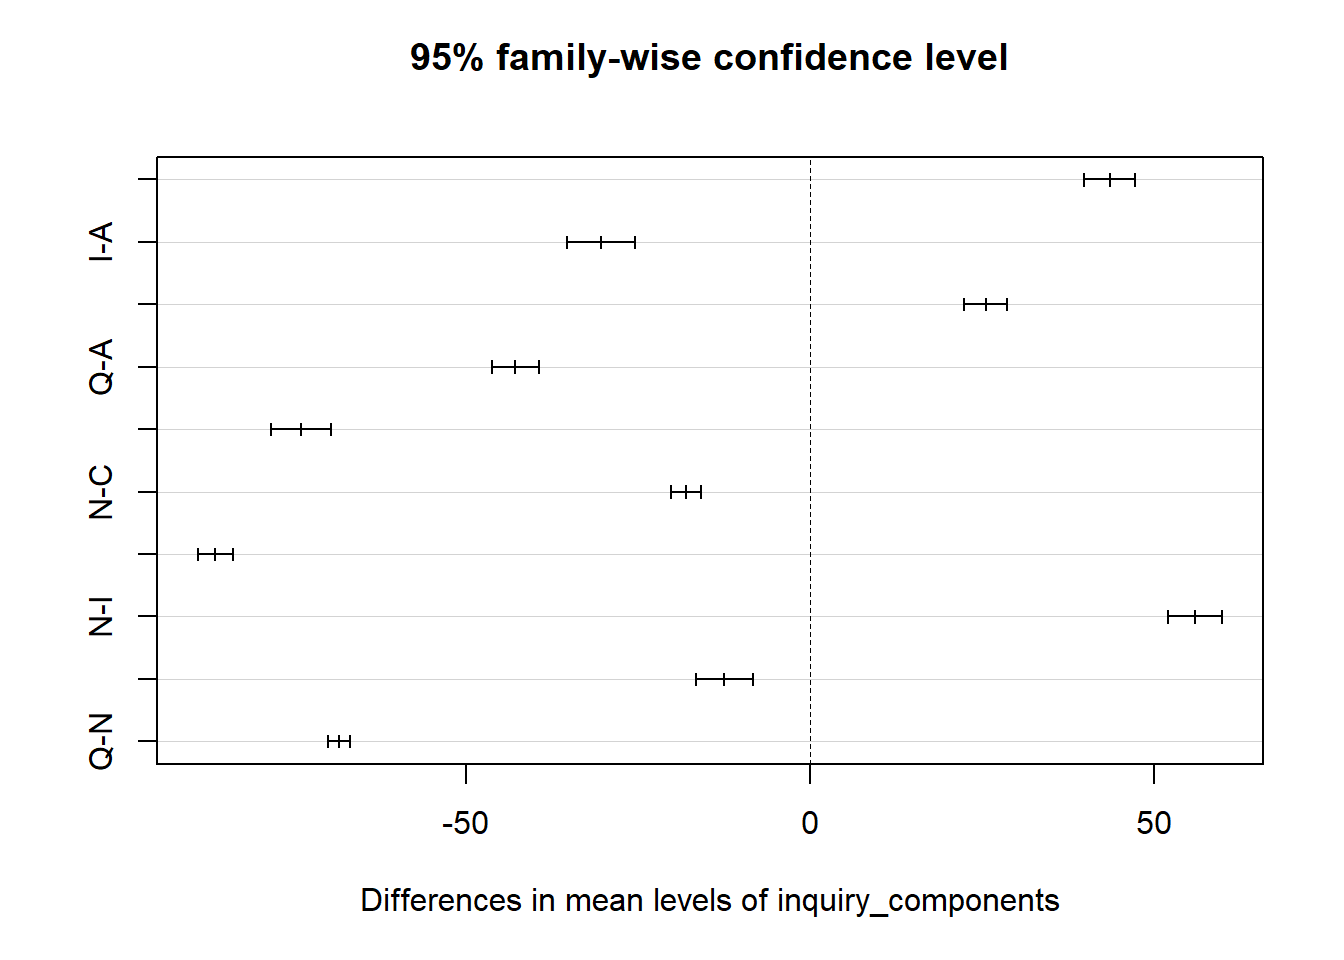 95% family-wise confidence level
I-A
Q-A
N-C
N-I
Q-N
-50 0 50
Differences in mean levels of inquiry_components